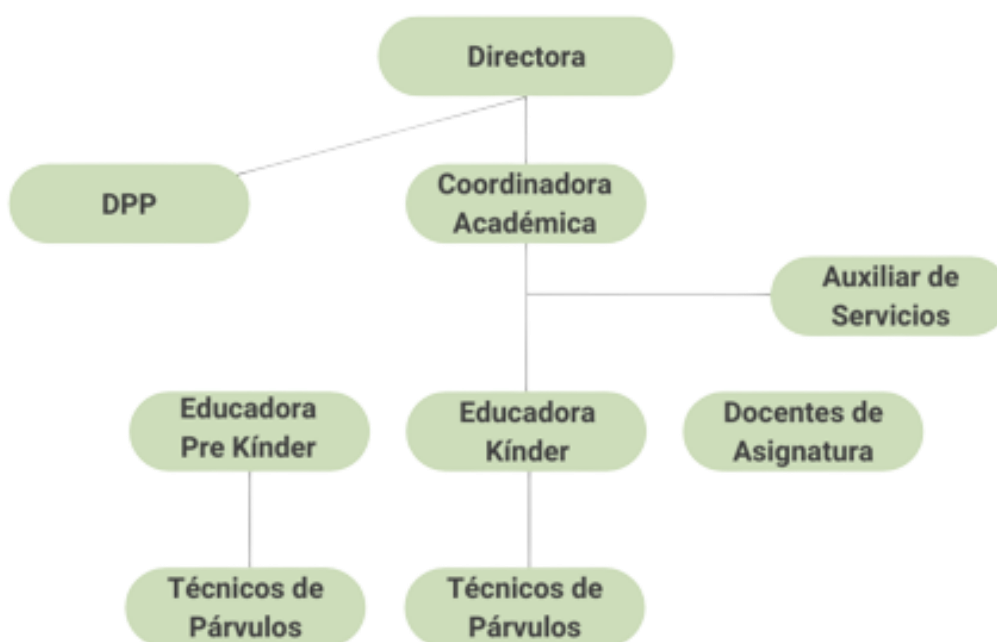 Directora
DPP
Coordinadora
Académica
Auxiliar de
Servicios
Educadora
Pre Kínder
Educadora
Kínder
Docentes de
Asignatura
Técnicos de
Párvulos
Técnicos de
Párvulos